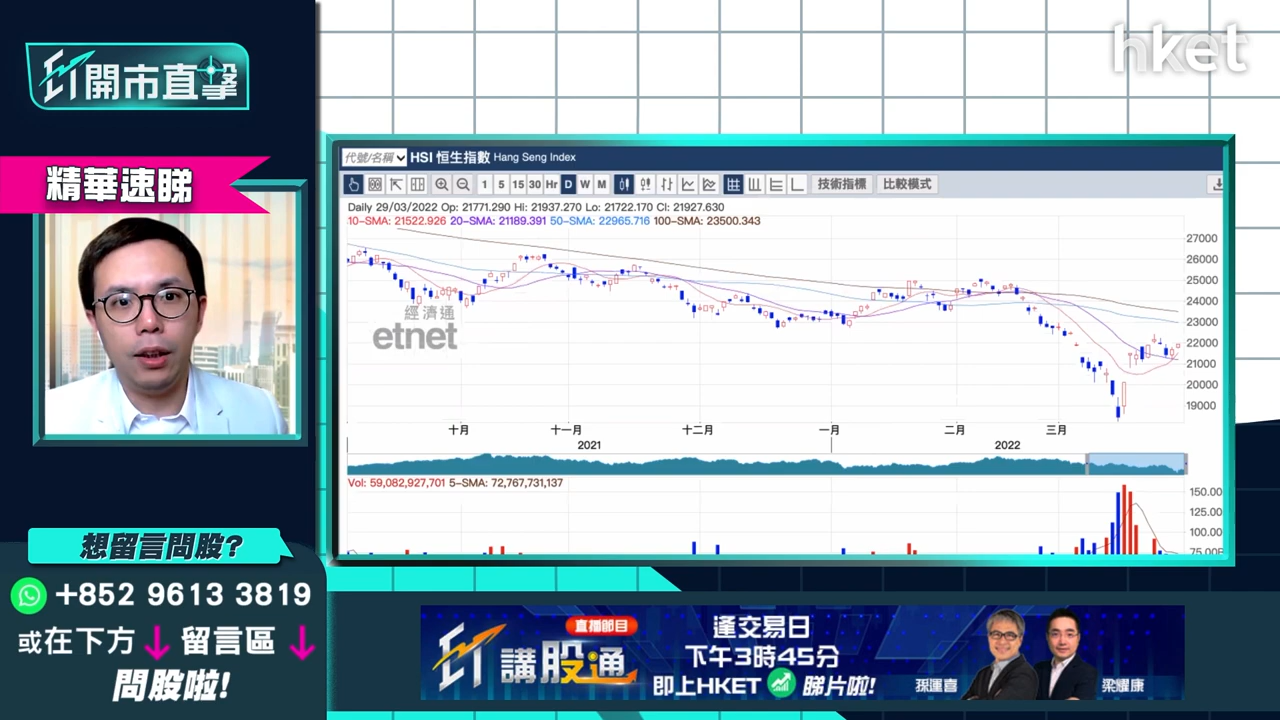 hket
ET開市直擊
精華速睇
代號/名稱 HSI 恒生指數 Hang Seng Index
1 5 15 30 Hr D W M 技術指標 比較模式
Daily 29/03/2022 Op: 21771.290 Hi: 21937.270 Lo: 21722.170 Cl: 21927.630
10-SMA: 21522.926 20-SMA: 21189.391 50-SMA: 22965.716 100-SMA: 23500.343
27000
26000
25000
24000
23000
22000
21000
20000
19000
經濟通
etnet
十月 十一月 十二月 一月 二月 三月
2021 2022
Vol: 59,082,927,701 5-SMA: 72,767,731,137
150.00
125.00
100.00
75.00B
想留言問股?
+852 9613 3819
或在下方 留言區
問股啦!
ET講股通
直播節目
逢交易日
下午3時45分
即上HKET 睇片啦!
孫運喜
梁耀康